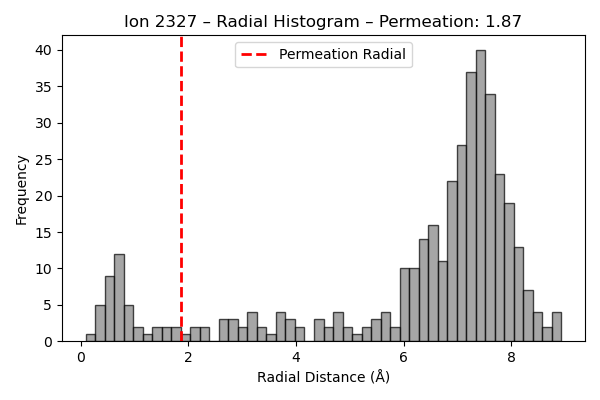 Ion 2327 – Radial Histogram – Permeation: 1.87
Permeation Radial
Frequency
40
35
30
25
20
15
10
5
0
0 2 4 6 8
Radial Distance (Å)